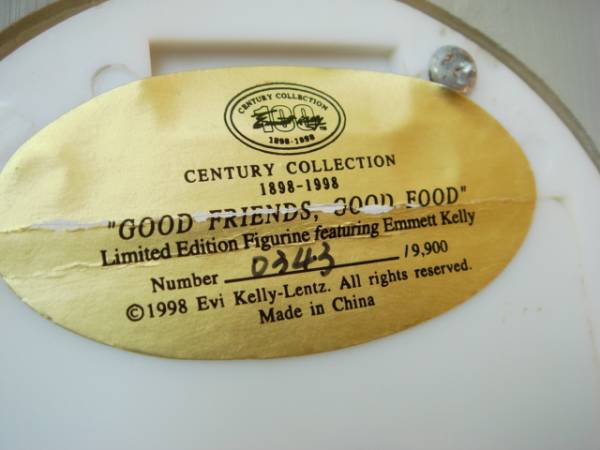 CENTURY COLLECTION
100
1898-1998
CENTURY COLLECTION
1898-1998
"GOOD FRIENDS, GOOD FOOD"
Limited Edition Figurine featuring Emmett Kelly
Number 0343 /9,900
©1998 Evi Kelly-Lentz. All rights reserved.
Made in China